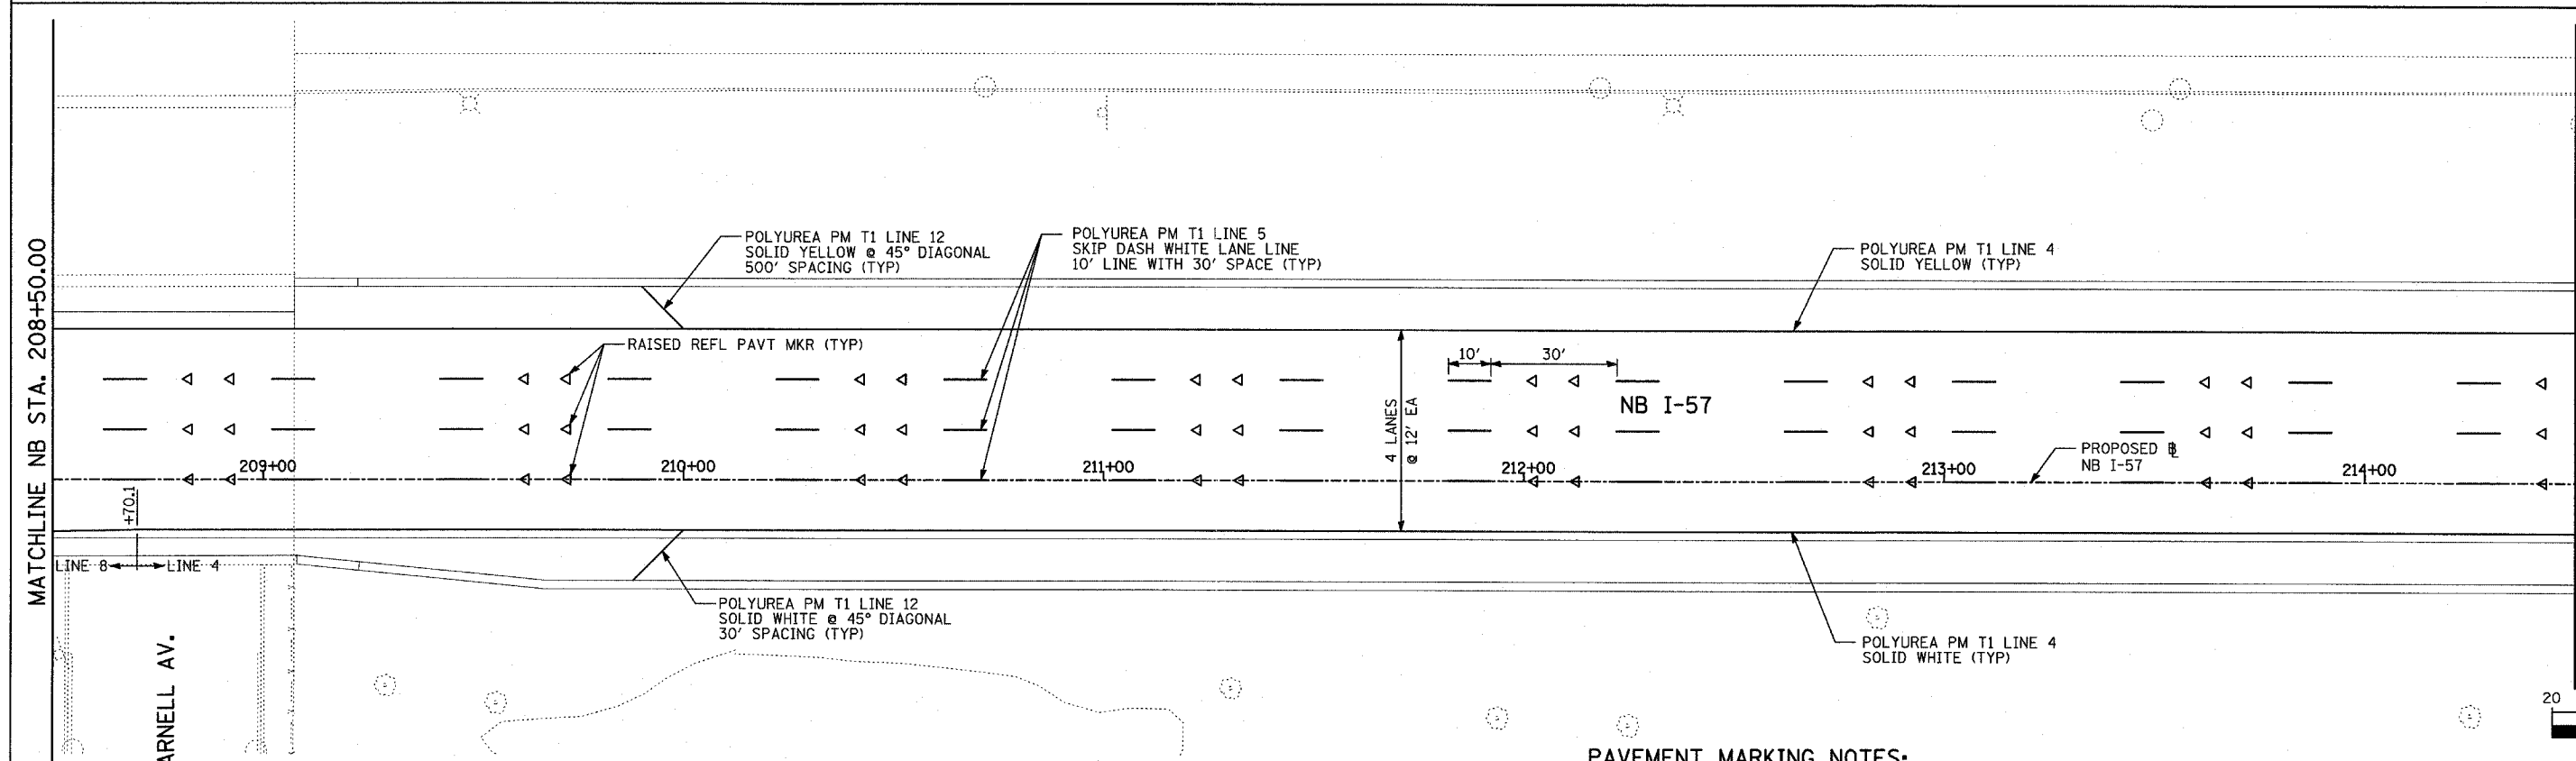 MATCHLINE NB STA. 208+50.00
POLYUREA PM T1 LINE 12
SOLID YELLOW @ 45° DIAGONAL
500' SPACING (TYP)
POLYUREA PM T1 LINE 5
SKIP DASH WHITE LANE LINE
10' LINE WITH 30' SPACE (TYP)
POLYUREA PM T1 LINE 4
SOLID YELLOW (TYP)
RAISED REFL PAVT MKR (TYP)
10'
30'
4 LANES
@ 12' EA
NB I-57
209+00
210+00
211+00
212+00
213+00
214+00
PROPOSED BL
NB I-57
+70.1
LINE 8
LINE 4
POLYUREA PM T1 LINE 12
SOLID WHITE @ 45° DIAGONAL
30' SPACING (TYP)
POLYUREA PM T1 LINE 4
SOLID WHITE (TYP)
ARNELL AV.
20
PAVEMENT MARKING NOTES: